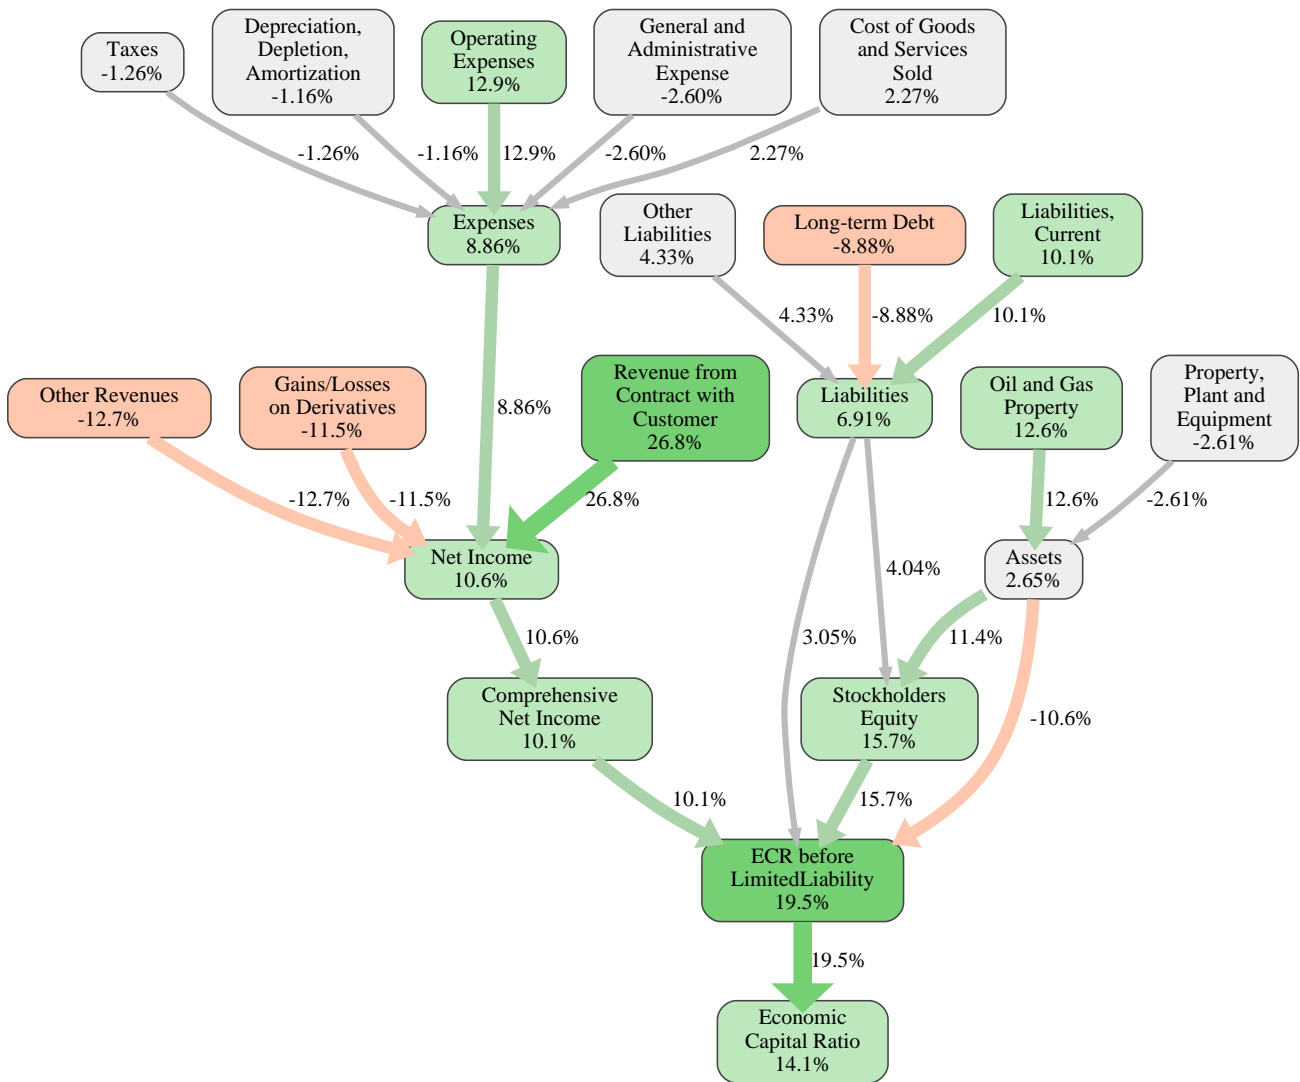 Taxes
-1.26%
Depreciation,
Depletion,
Amortization
-1.16%
Operating
Expenses
12.9%
General and
Administrative
Expense
-2.60%
Cost of Goods
and Services
Sold
2.27%
-1.26%
-1.16%
12.9%
-2.60%
2.27%
Expenses
8.86%
Other
Liabilities
4.33%
Long-term Debt
-8.88%
Liabilities,
Current
10.1%
4.33%
-8.88%
10.1%
Other Revenues
-12.7%
Gains/Losses
on Derivatives
-11.5%
8.86%
Revenue from
Contract with
Customer
26.8%
Liabilities
6.91%
Oil and Gas
Property
12.6%
Property,
Plant and
Equipment
-2.61%
-12.7%
-11.5%
26.8%
12.6%
-2.61%
Net Income
10.6%
4.04%
Assets
2.65%
10.6%
3.05%
11.4%
Comprehensive
Net Income
10.1%
Stockholders
Equity
15.7%
-10.6%
10.1%
15.7%
ECR before
LimitedLiability
19.5%
19.5%
Economic
Capital Ratio
14.1%